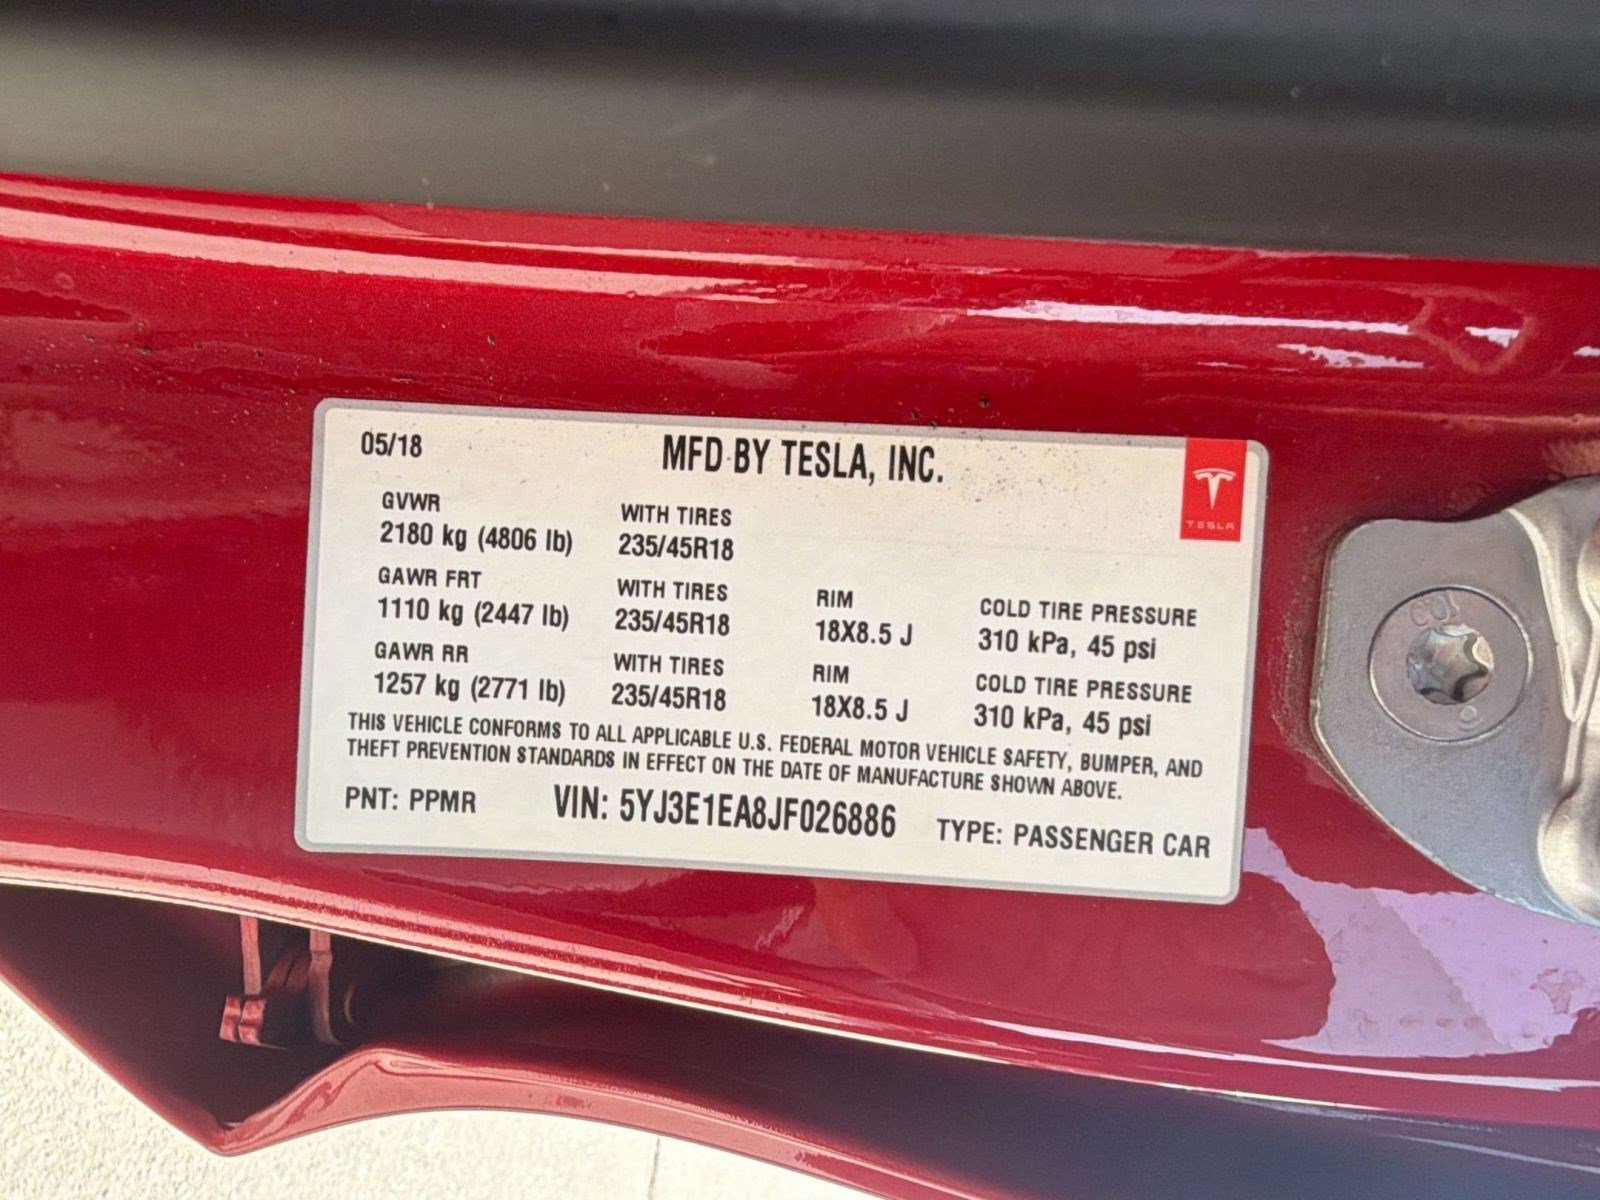 05/18 MFD BY TESLA, INC.
TESLA
GVWR WITH TIRES
2180 kg (4806 lb) 235/45R18
GAWR FRT WITH TIRES RIM COLD TIRE PRESSURE
1110 kg (2447 lb) 235/45R18 18X8.5 J 310 kPa, 45 psi
GAWR RR WITH TIRES RIM COLD TIRE PRESSURE
1257 kg (2771 lb) 235/45R18 18X8.5 J 310 kPa, 45 psi
THIS VEHICLE CONFORMS TO ALL APPLICABLE U.S. FEDERAL MOTOR VEHICLE SAFETY, BUMPER, AND
THEFT PREVENTION STANDARDS IN EFFECT ON THE DATE OF MANUFACTURE SHOWN ABOVE.
PNT: PPMR VIN: 5YJ3E1EA8JF026886 TYPE: PASSENGER CAR